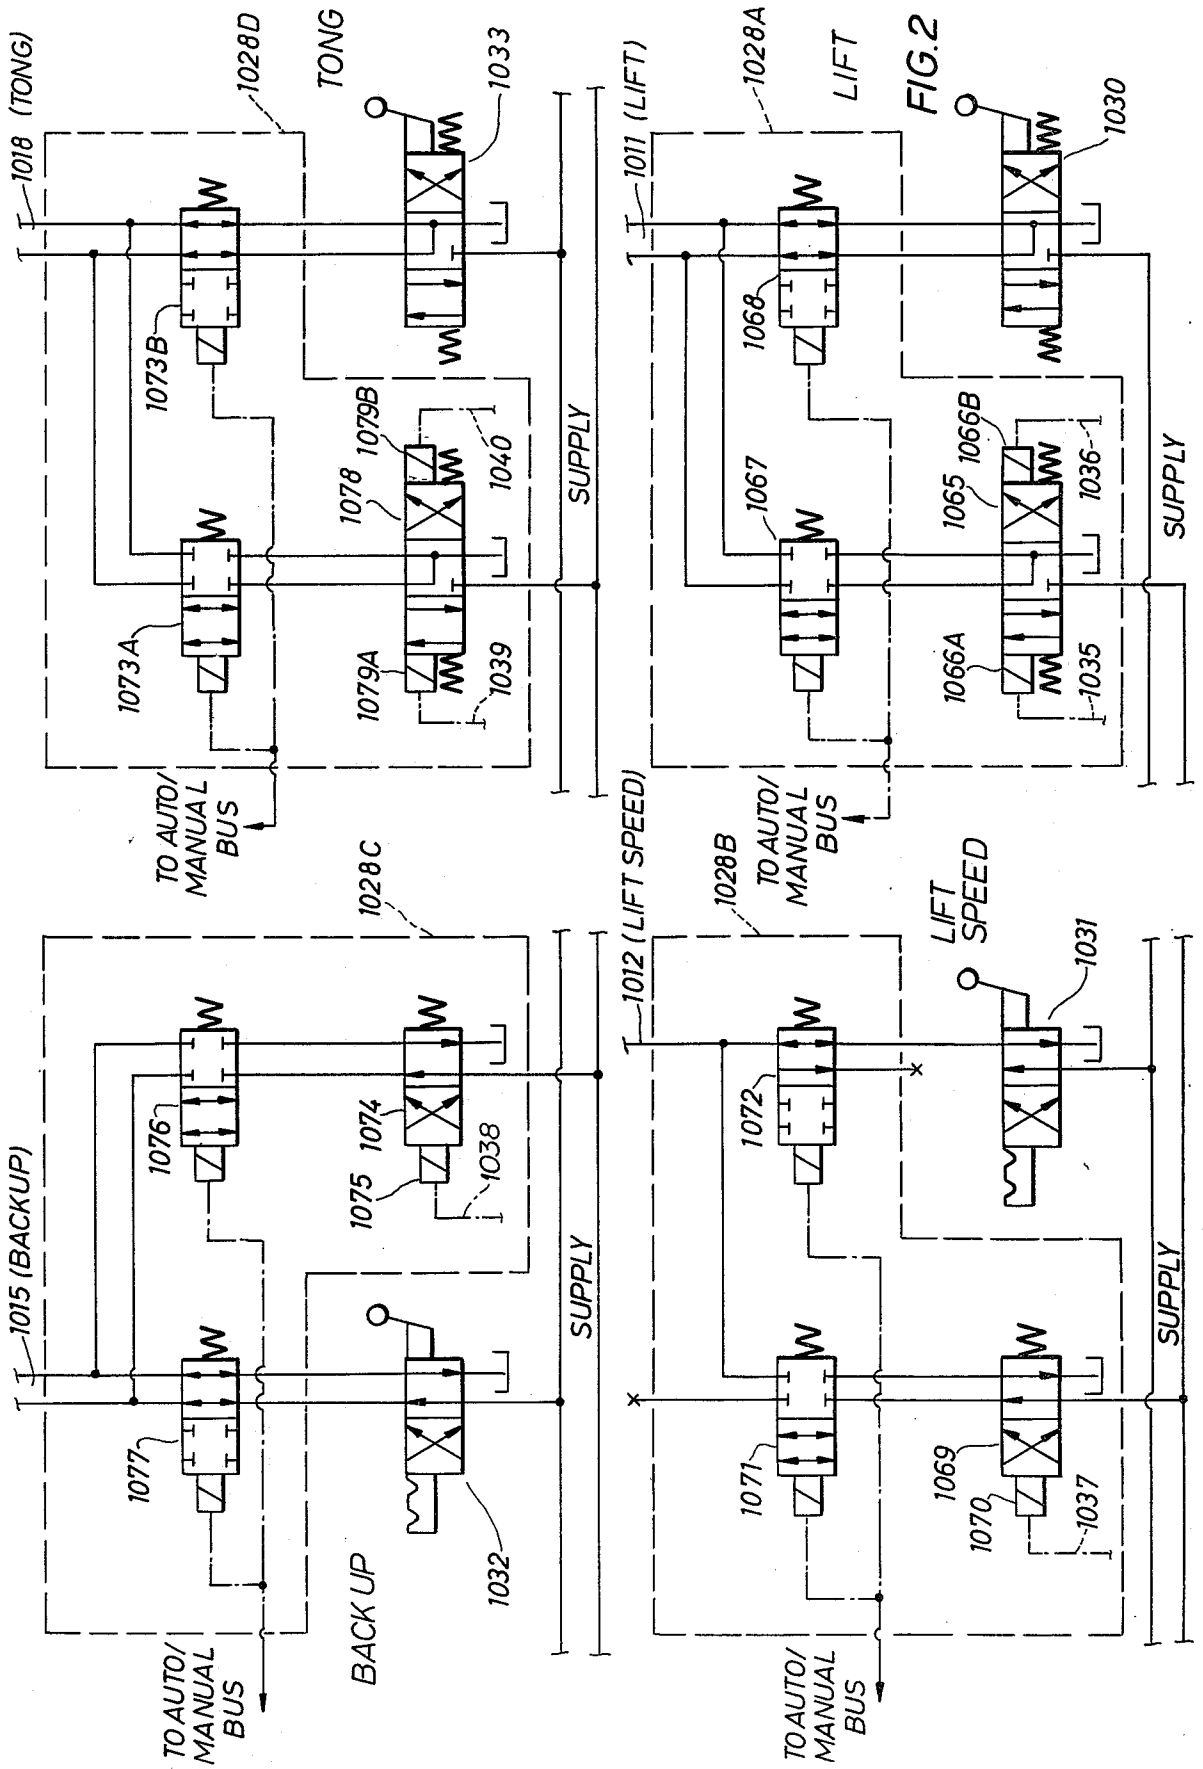 1015 (BACKUP)
1028C
1077
1076
1074
1075
1038
1032
BACK UP
SUPPLY
TO AUTO/
MANUAL
BUS
1018 (TONG)
1028D
TONG
1073A
1073B
1078
1079A
1079B
1039
1040
1033
SUPPLY
TO AUTO/
MANUAL
BUS
1012 (LIFT SPEED)
1028B
LIFT
SPEED
1071
1072
1069
1070
1037
1031
SUPPLY
TO AUTO/
MANUAL
BUS
1011 (LIFT)
1028A
LIFT
1067
1068
1065
1066A
1066B
1035
1036
1030
SUPPLY
TO AUTO/
MANUAL
BUS
FIG.2